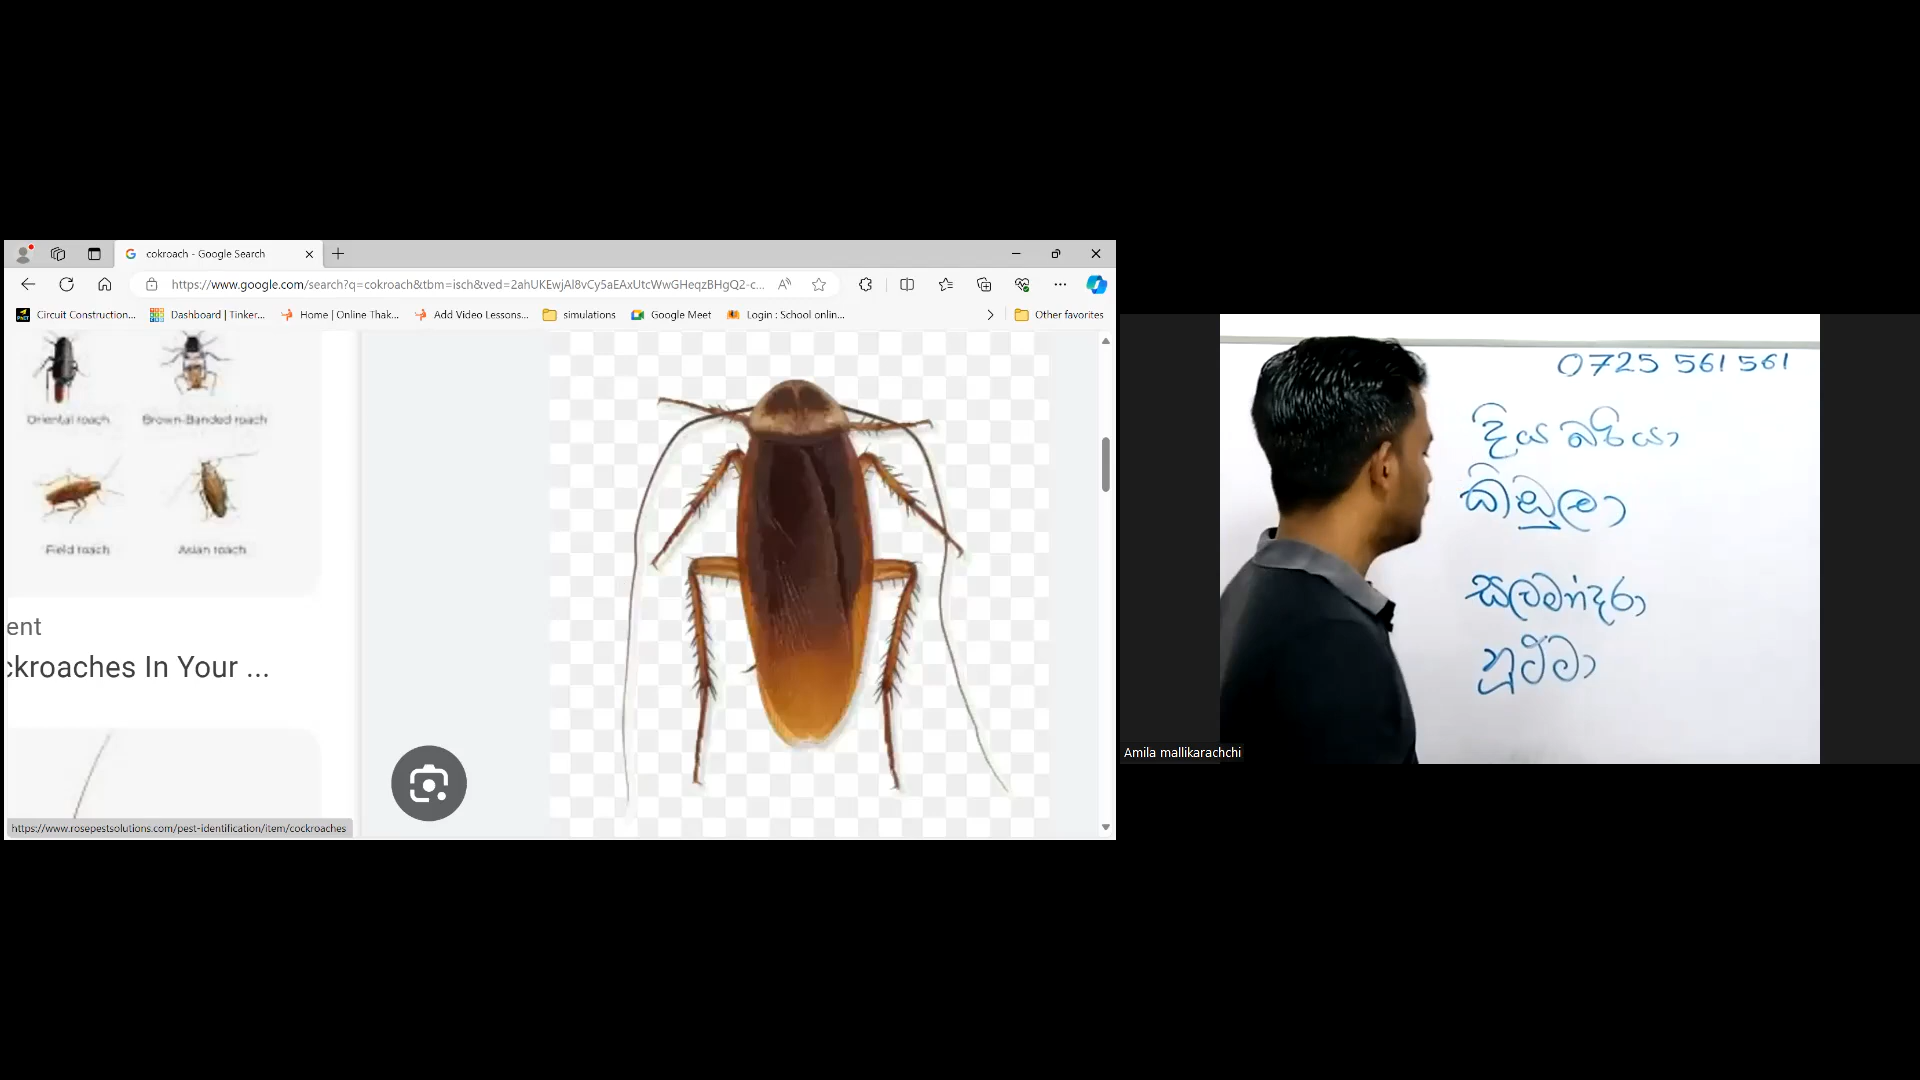 cokroach - Google Search
https://www.google.com/search?q=cokroach&tbm=isch&ved=2ahUKEwjAl8vCy5aEAxUtcWwGHeqzBHgQ2-c...
Circuit Construction... Dashboard | Tinker... Home | Online Thak... Add Video Lessons... simulations Google Meet Login : School onlin... Other favorites
Oriental roach Brown-Banded roach
Field roach Asian roach
ent
ckroaches In Your ...
https://www.rosepestsolutions.com/pest-identification/item/cockroaches
0725 561 561
දිය බරියා
කිඹුලා
සලමන්දරා
හූවා
Amila mallikarachchi